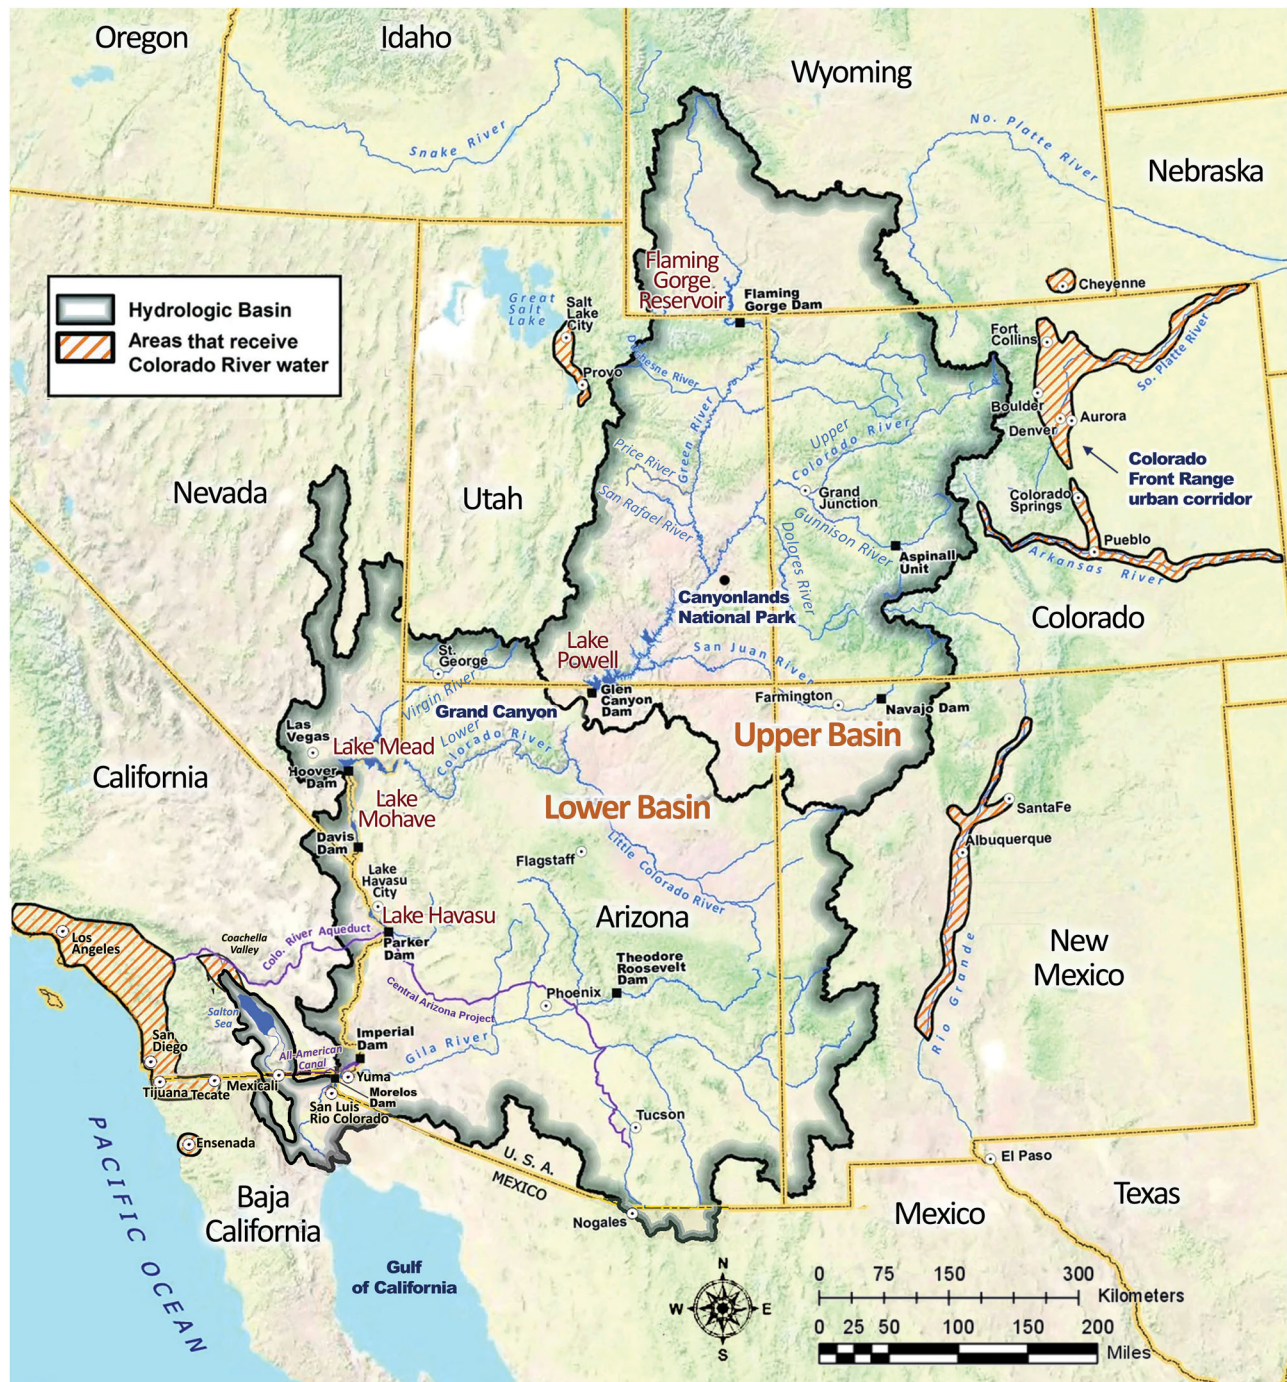 Oregon
Idaho
Wyoming
Snake River
No. Platte River
Nebraska
Hydrologic Basin
Areas that receive
Colorado River water
Great
Salt
Lake
Salt
Lake
City
Provo
Flaming
Gorge
Reservoir
Flaming
Gorge Dam
Cheyenne
Fort
Collins
So. Platte River
Boulder
Denver
Aurora
Colorado
Front Range
urban corridor
Duchesne River
Green River
Price River
San Rafael River
Upper
Colorado River
Grand
Junction
Gunnison River
Dolores River
Aspinall
Unit
Colorado
Springs
Pueblo
Arkansas River
Nevada
Utah
Colorado
Canyonlands
National Park
Lake
Powell
San Juan River
St.
George
Virgin River
Glen
Canyon
Dam
Farmington
Navajo Dam
Grand Canyon
Upper Basin
Las
Vegas
Lake Mead
Lower
Colorado River
Hoover
Dam
California
Lake
Mohave
Lower Basin
Davis
Dam
SantaFe
Albuquerque
Flagstaff
Little Colorado River
Lake
Havasu
City
Lake Havasu
Arizona
Parker
Dam
Los
Angeles
Coachella
Valley
Colo. River Aqueduct
Theodore
Roosevelt
Dam
New
Mexico
Central Arizona Project
Phoenix
Rio Grande
Salton
Sea
San
Diego
Imperial
Dam
Gila River
All-American
Canal
Tijuana
Tecate
Mexicali
Yuma
Morelos
Dam
San Luis
Rio Colorado
Tucson
Ensenada
U. S. A.
MEXICO
El Paso
Nogales
Baja
California
Mexico
Texas
PACIFIC OCEAN
Gulf
of California
N
W
E
S
0 75 150 300
Kilometers
0 25 50 100 150 200
Miles